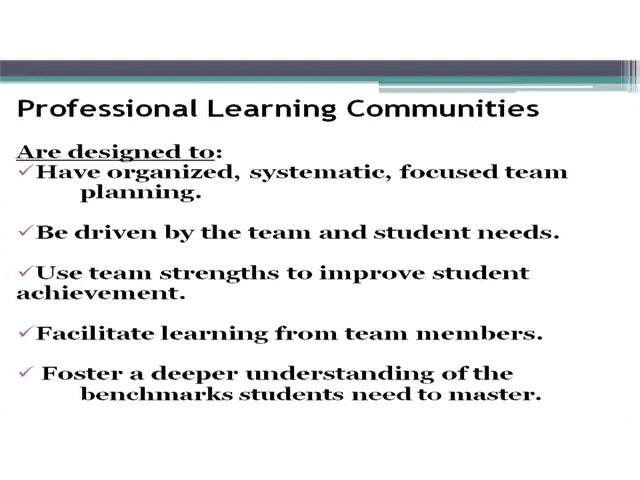 Professional Learning Communities
Are designed to:
✓Have organized, systematic, focused team
planning.
✓Be driven by the team and student needs.
✓Use team strengths to improve student
achievement.
✓Facilitate learning from team members.
✓ Foster a deeper understanding of the
benchmarks students need to master.